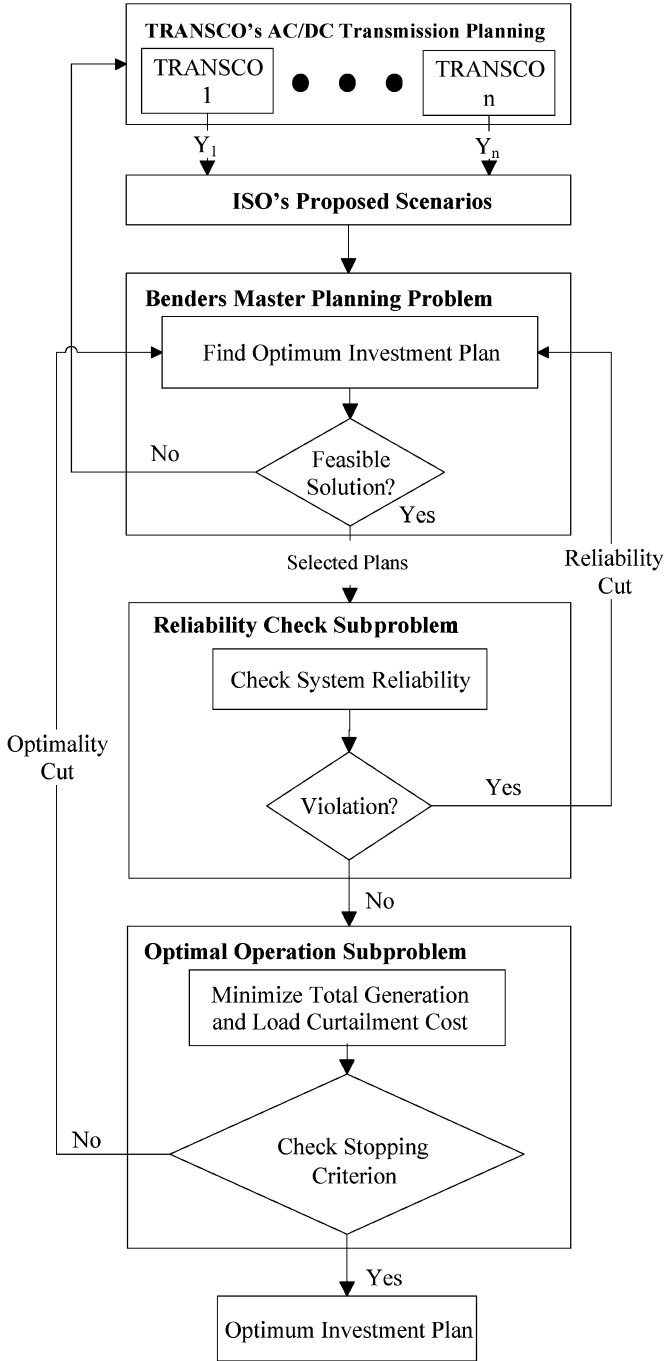 TRANSCO's AC/DC Transmission Planning
TRANSCO
1
TRANSCO
n
Y1
Yn
ISO's Proposed Scenarios
Benders Master Planning Problem
Find Optimum Investment Plan
No
Feasible
Solution?
Yes
Selected Plans
Reliability
Cut
Reliability Check Subproblem
Check System Reliability
Optimality
Cut
Violation?
Yes
No
Optimal Operation Subproblem
Minimize Total Generation
and Load Curtailment Cost
No
Check Stopping
Criterion
Yes
Optimum Investment Plan